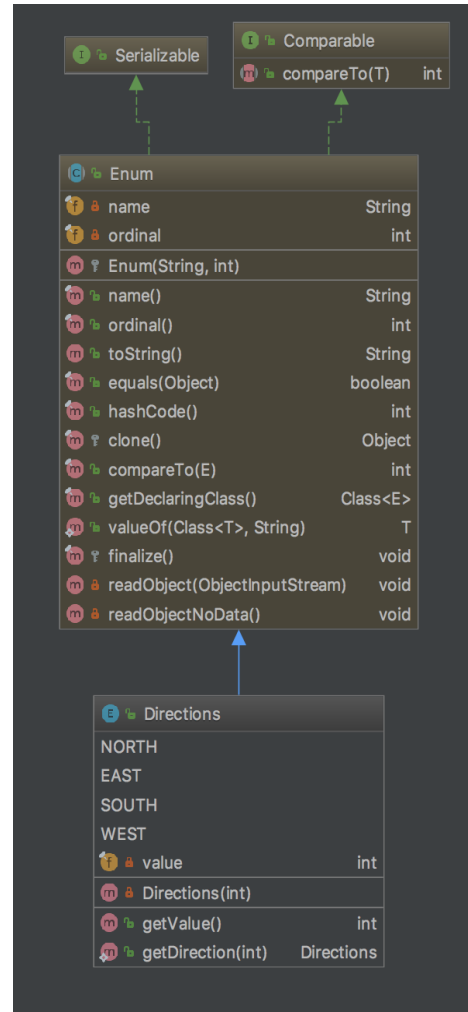 Serializable
Comparable
compareTo(T) int
Enum
name String
ordinal int
Enum(String, int)
name() String
ordinal() int
toString() String
equals(Object) boolean
hashCode() int
clone() Object
compareTo(E) int
getDeclaringClass() Class<E>
valueOf(Class<T>, String) T
finalize() void
readObject(ObjectInputStream) void
readObjectNoData() void
Directions
NORTH
EAST
SOUTH
WEST
value int
Directions(int)
getValue() int
getDirection(int) Directions